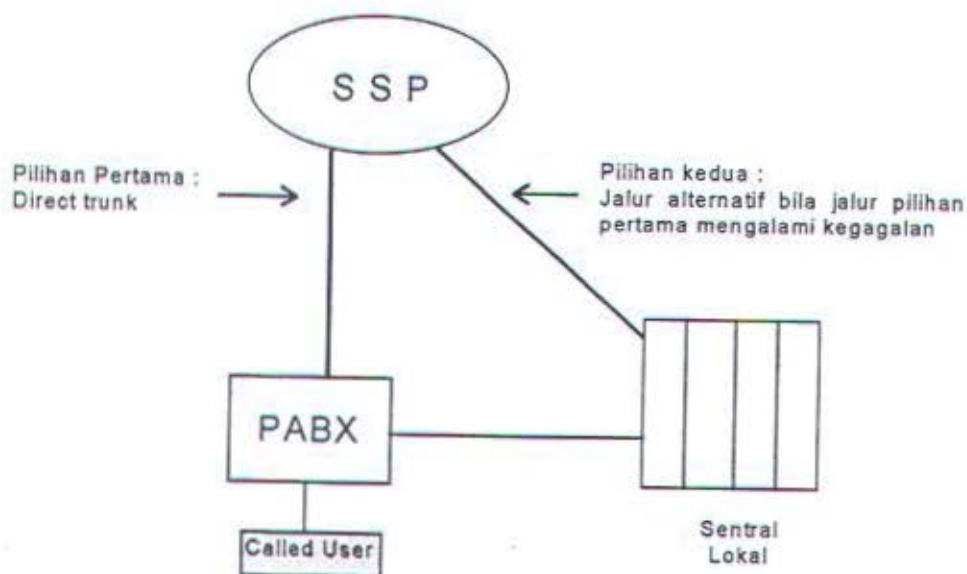 S S P
Pilihan Pertama :
Direct trunk
Pilihan kedua :
Jalur alternatif bila jalur pilihan
pertama mengalami kegagalan
PABX
Called User
Sentral
Lokal